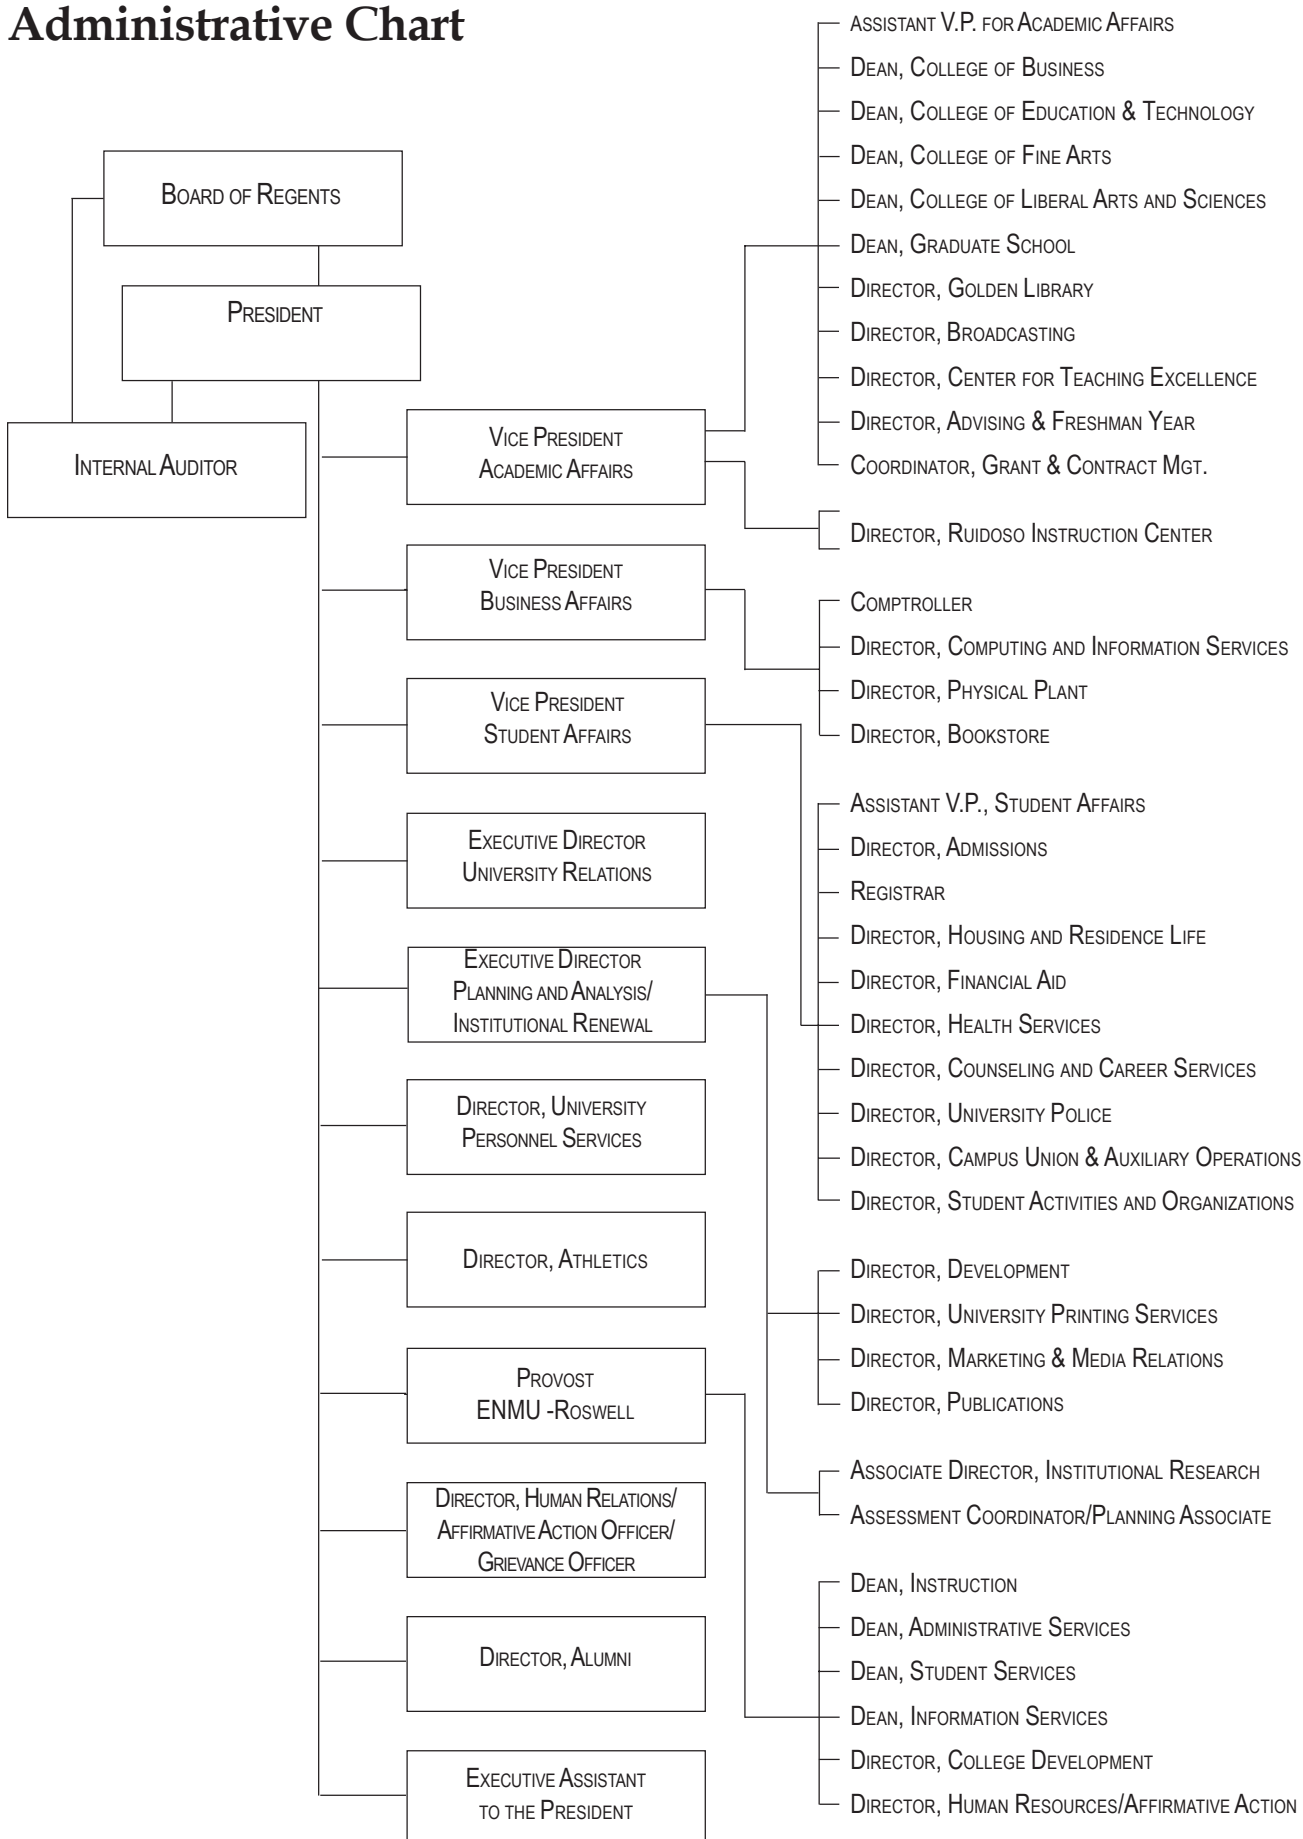 Administrative Chart
Board of Regents
President
Internal Auditor
Vice President
Academic Affairs
Vice President
Business Affairs
Vice President
Student Affairs
Executive Director
University Relations
Executive Director
Planning and Analysis/
Institutional Renewal
Director, University
Personnel Services
Director, Athletics
Provost
ENMU -Roswell
Director, Human Relations/
Affirmative Action Officer/
Grievance Officer
Director, Alumni
Executive Assistant
to the President
Assistant V.P. for Academic Affairs
Dean, College of Business
Dean, College of Education & Technology
Dean, College of Fine Arts
Dean, College of Liberal Arts and Sciences
Dean, Graduate School
Director, Golden Library
Director, Broadcasting
Director, Center for Teaching Excellence
Director, Advising & Freshman Year
Coordinator, Grant & Contract Mgt.
Director, Ruidoso Instruction Center
Comptroller
Director, Computing and Information Services
Director, Physical Plant
Director, Bookstore
Assistant V.P., Student Affairs
Director, Admissions
Registrar
Director, Housing and Residence Life
Director, Financial Aid
Director, Health Services
Director, Counseling and Career Services
Director, University Police
Director, Campus Union & Auxiliary Operations
Director, Student Activities and Organizations
Director, Development
Director, University Printing Services
Director, Marketing & Media Relations
Director, Publications
Associate Director, Institutional Research
Assessment Coordinator/Planning Associate
Dean, Instruction
Dean, Administrative Services
Dean, Student Services
Dean, Information Services
Director, College Development
Director, Human Resources/Affirmative Action